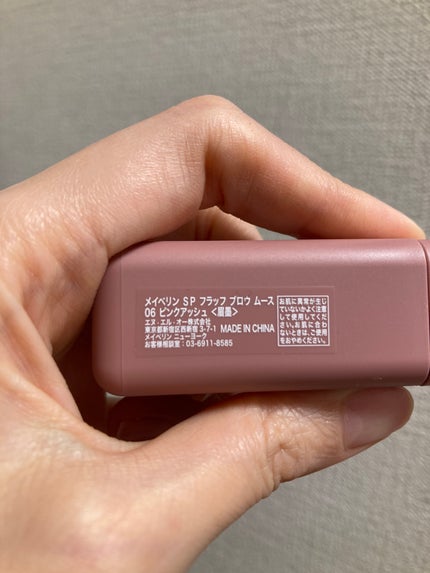 メイベリン SP フラッフ ブロウ ムース
06 ピンクアッシュ <眉墨>
エヌ・エル・オー株式会社
東京都新宿区西新宿 3-7-1 MADE IN CHINA
メイベリン ニューヨーク
お客様相談室:03-6911-8585
お肌に異常が生じ
ていないかよく注意
して使用してくださ
い。お肌に合わ
ないときは、ご使用
をおやめください。